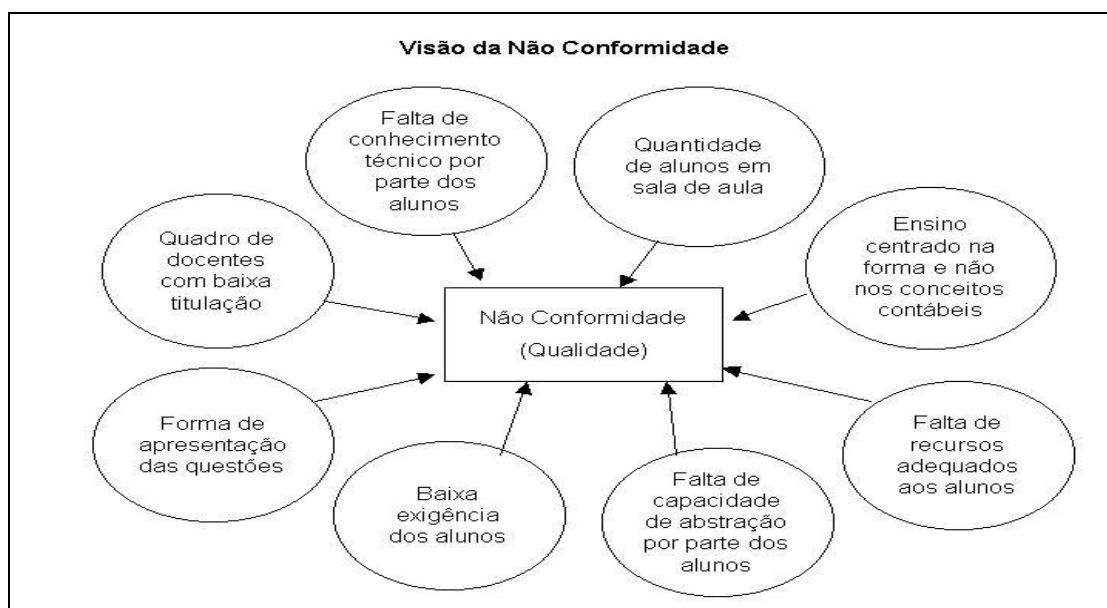 Visão da Não Conformidade
Falta de
conhecimento
técnico por
parte dos
alunos
Quantidade
de alunos em
sala de aula
Quadro de
docentes
com baixa
titulação
Ensino
centrado na
forma e não
nos conceitos
contábeis
Não Conformidade
(Qualidade)
Forma de
apresentação
das questões
Baixa
exigência
dos alunos
Falta de
capacidade
de abstração
por parte dos
alunos
Falta de
recursos
adequados
aos alunos